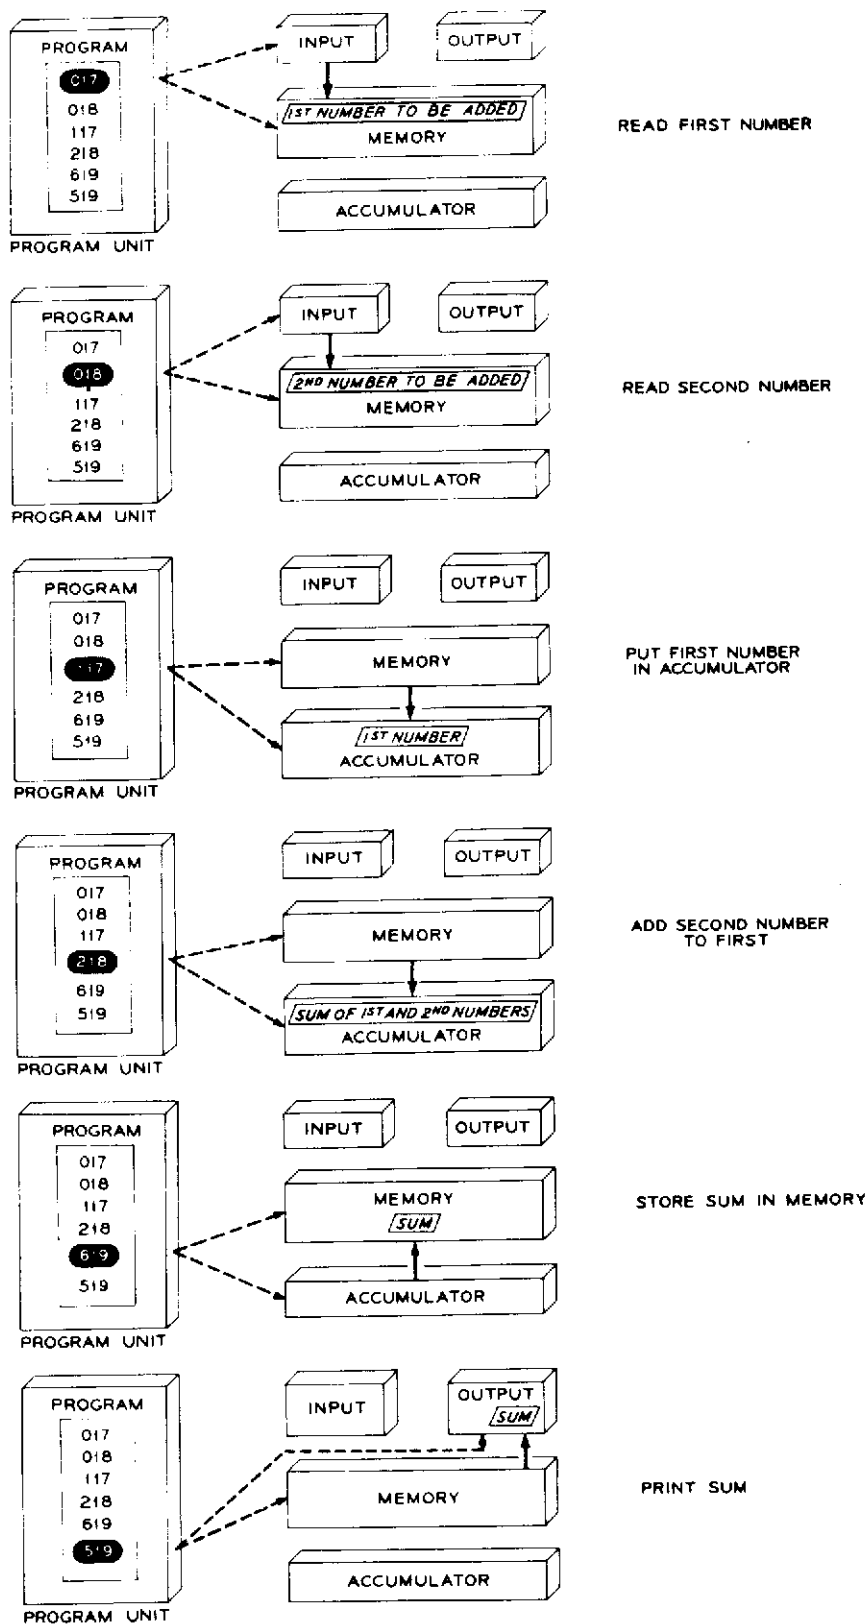 PROGRAM
017
018
117
218
619
519
PROGRAM UNIT
INPUT
OUTPUT
1ST NUMBER TO BE ADDED
MEMORY
ACCUMULATOR
READ FIRST NUMBER
PROGRAM
017
018
117
218
619
519
PROGRAM UNIT
INPUT
OUTPUT
2ND NUMBER TO BE ADDED
MEMORY
ACCUMULATOR
READ SECOND NUMBER
PROGRAM
017
018
117
218
619
519
PROGRAM UNIT
INPUT
OUTPUT
MEMORY
1ST NUMBER
ACCUMULATOR
PUT FIRST NUMBER
IN ACCUMULATOR
PROGRAM
017
018
117
218
619
519
PROGRAM UNIT
INPUT
OUTPUT
MEMORY
SUM OF 1ST AND 2ND NUMBERS
ACCUMULATOR
ADD SECOND NUMBER
TO FIRST
PROGRAM
017
018
117
218
619
519
PROGRAM UNIT
INPUT
OUTPUT
MEMORY
SUM
ACCUMULATOR
STORE SUM IN MEMORY
PROGRAM
017
018
117
218
619
519
PROGRAM UNIT
INPUT
OUTPUT
SUM
MEMORY
ACCUMULATOR
PRINT SUM